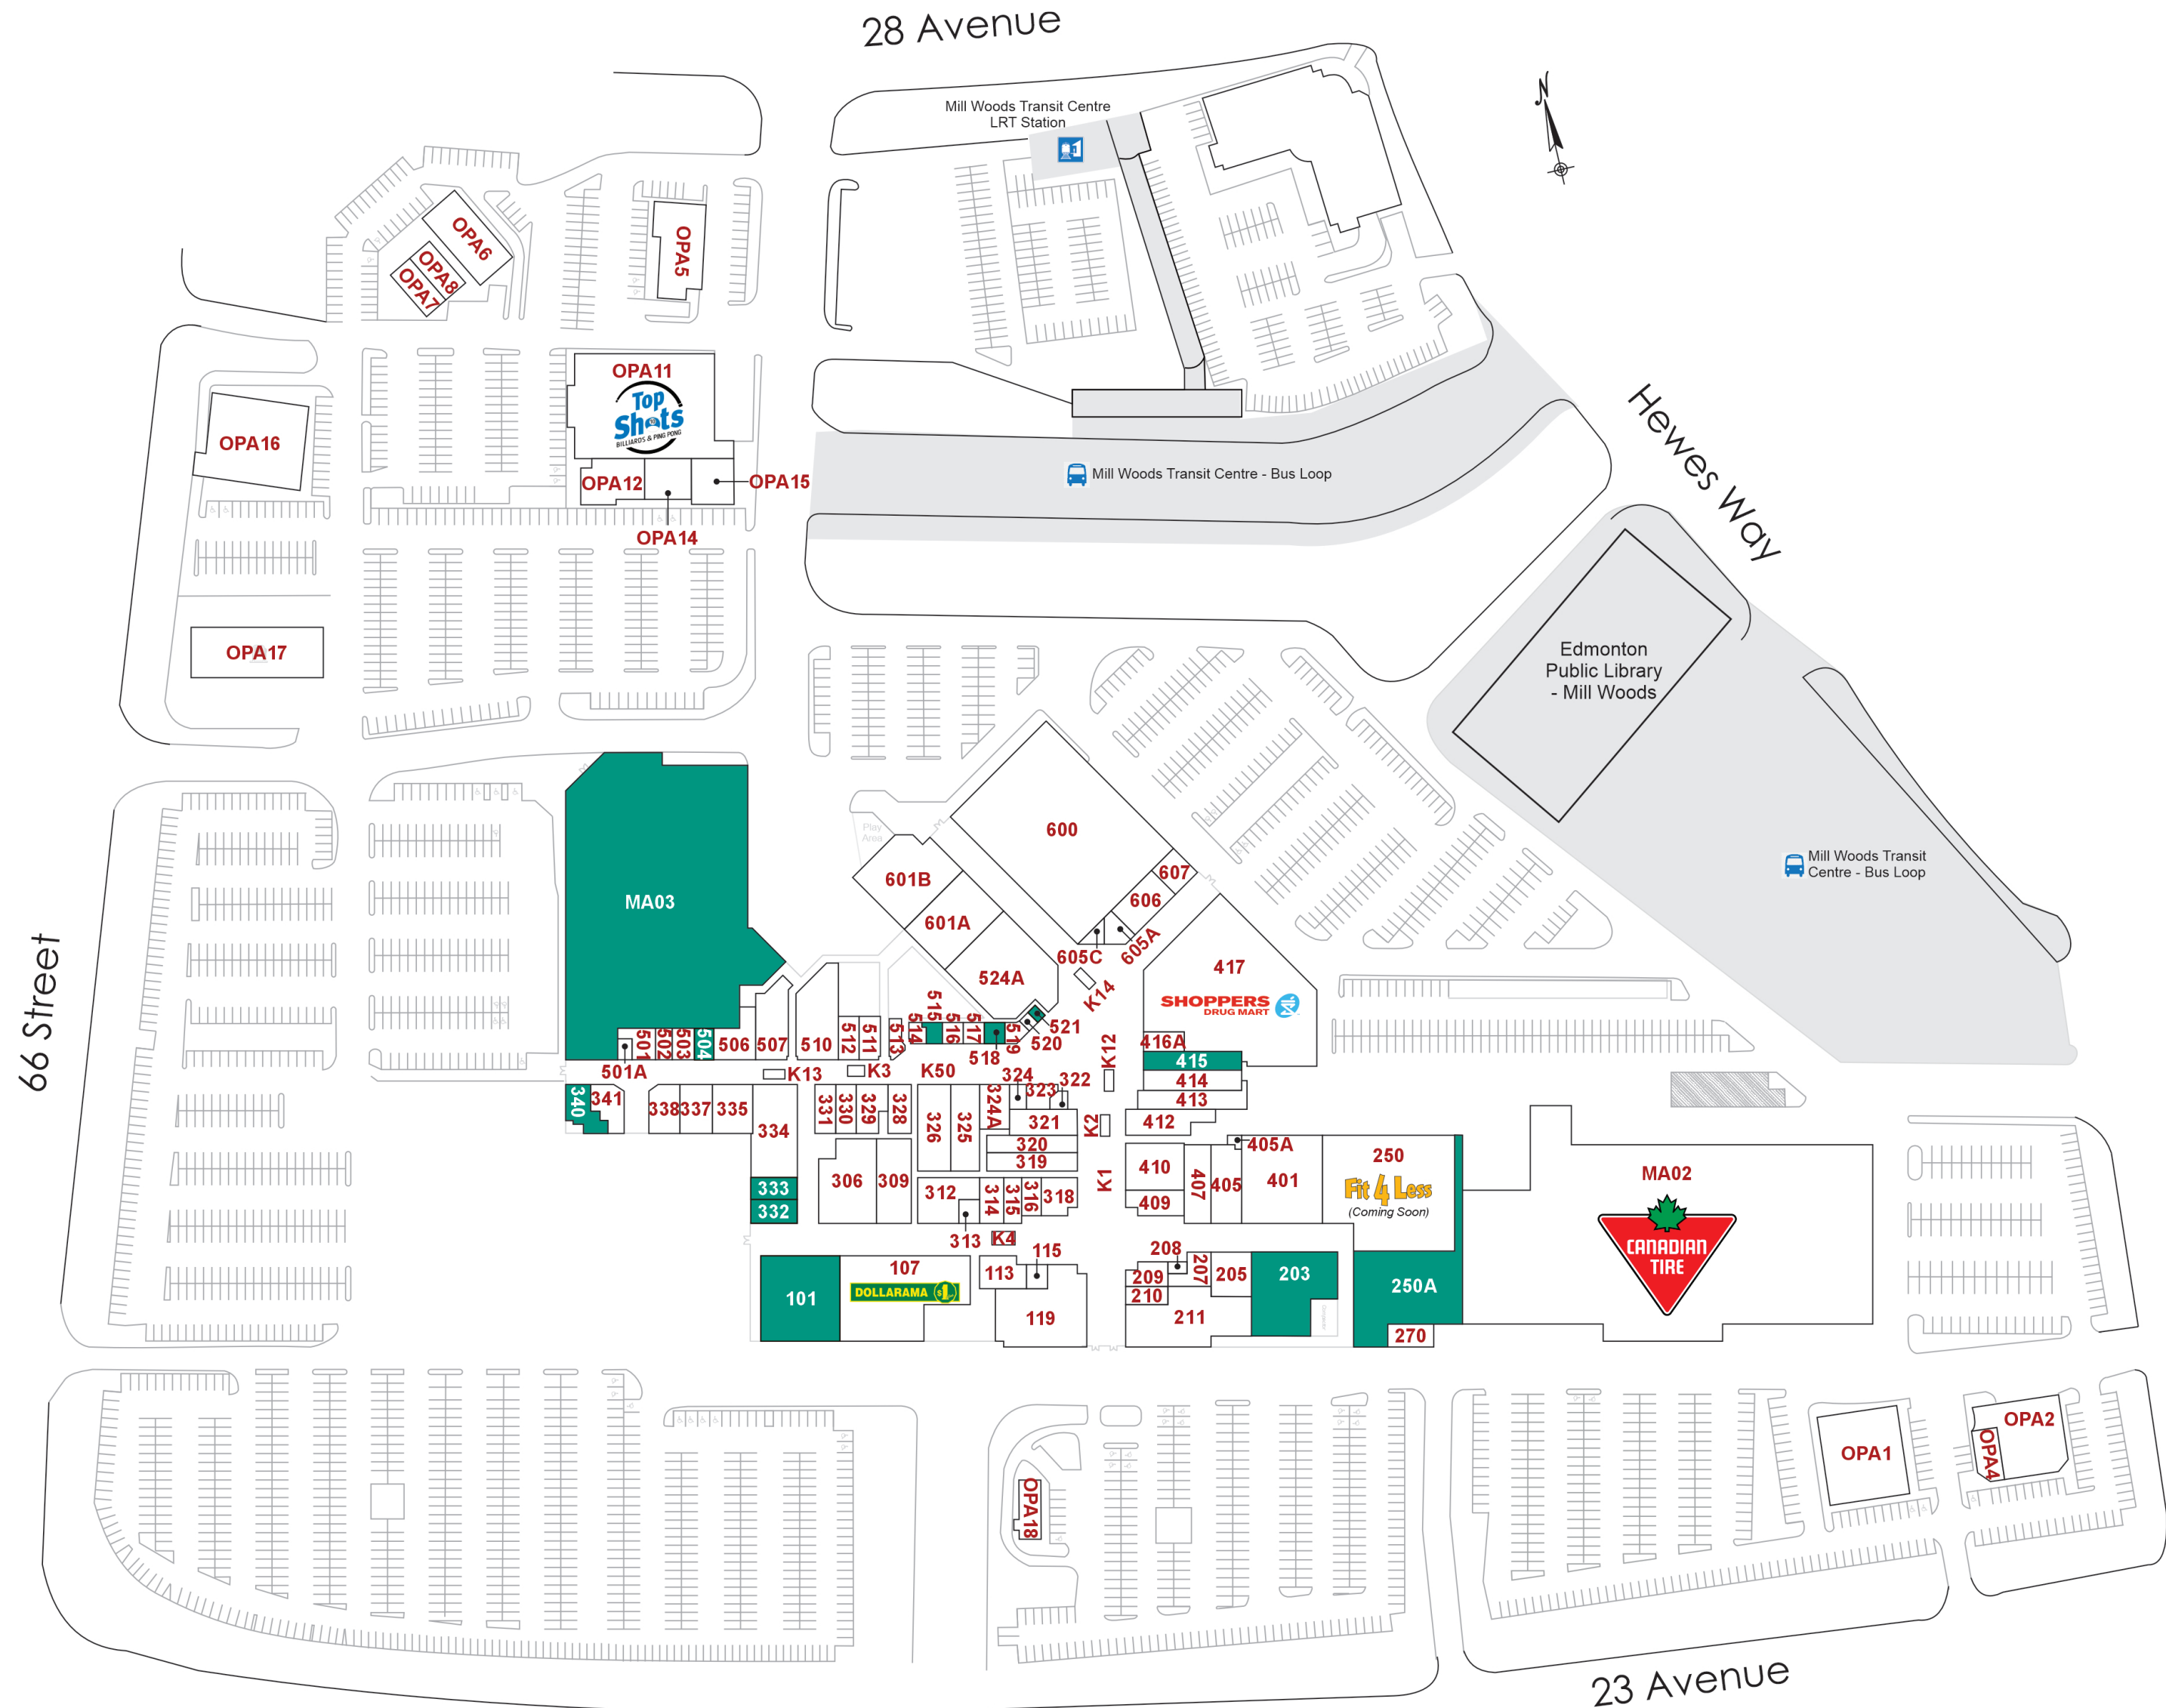 28 Avenue
N
Mill Woods Transit Centre
LRT Station
OPA6
OPA8
OPA7
OPA5
OPA11
Top
Shots
BILLIARDS & PING PONG
OPA16
OPA12
OPA15
OPA14
Mill Woods Transit Centre - Bus Loop
Hewes Way
OPA17
Edmonton
Public Library
- Mill Woods
Mill Woods Transit
Centre - Bus Loop
66 Street
Play
Area
600
601B
607
606
MA03
601A
605A
605C
417
SHOPPERS
DRUG MART
524A
K14
515
514
516
517
519
521
520
518
501
502
503
504
506
507
510
512
511
513
501A
K13
K3
K50
K12
416A
415
414
413
412
324
323
322
340
341
338
337
335
334
331
330
329
328
326
325
324A
321
320
319
K2
K1
405A
410
409
407
405
401
250
Fit 4 Less
(Coming Soon)
MA02
CANADIAN
TIRE
333
332
306
309
312
314
315
316
318
313
K4
115
208
101
107
DOLLARAMA $1
113
119
209
210
207
205
203
211
250A
270
OPA1
OPA2
OPA4
OPA18
23 Avenue